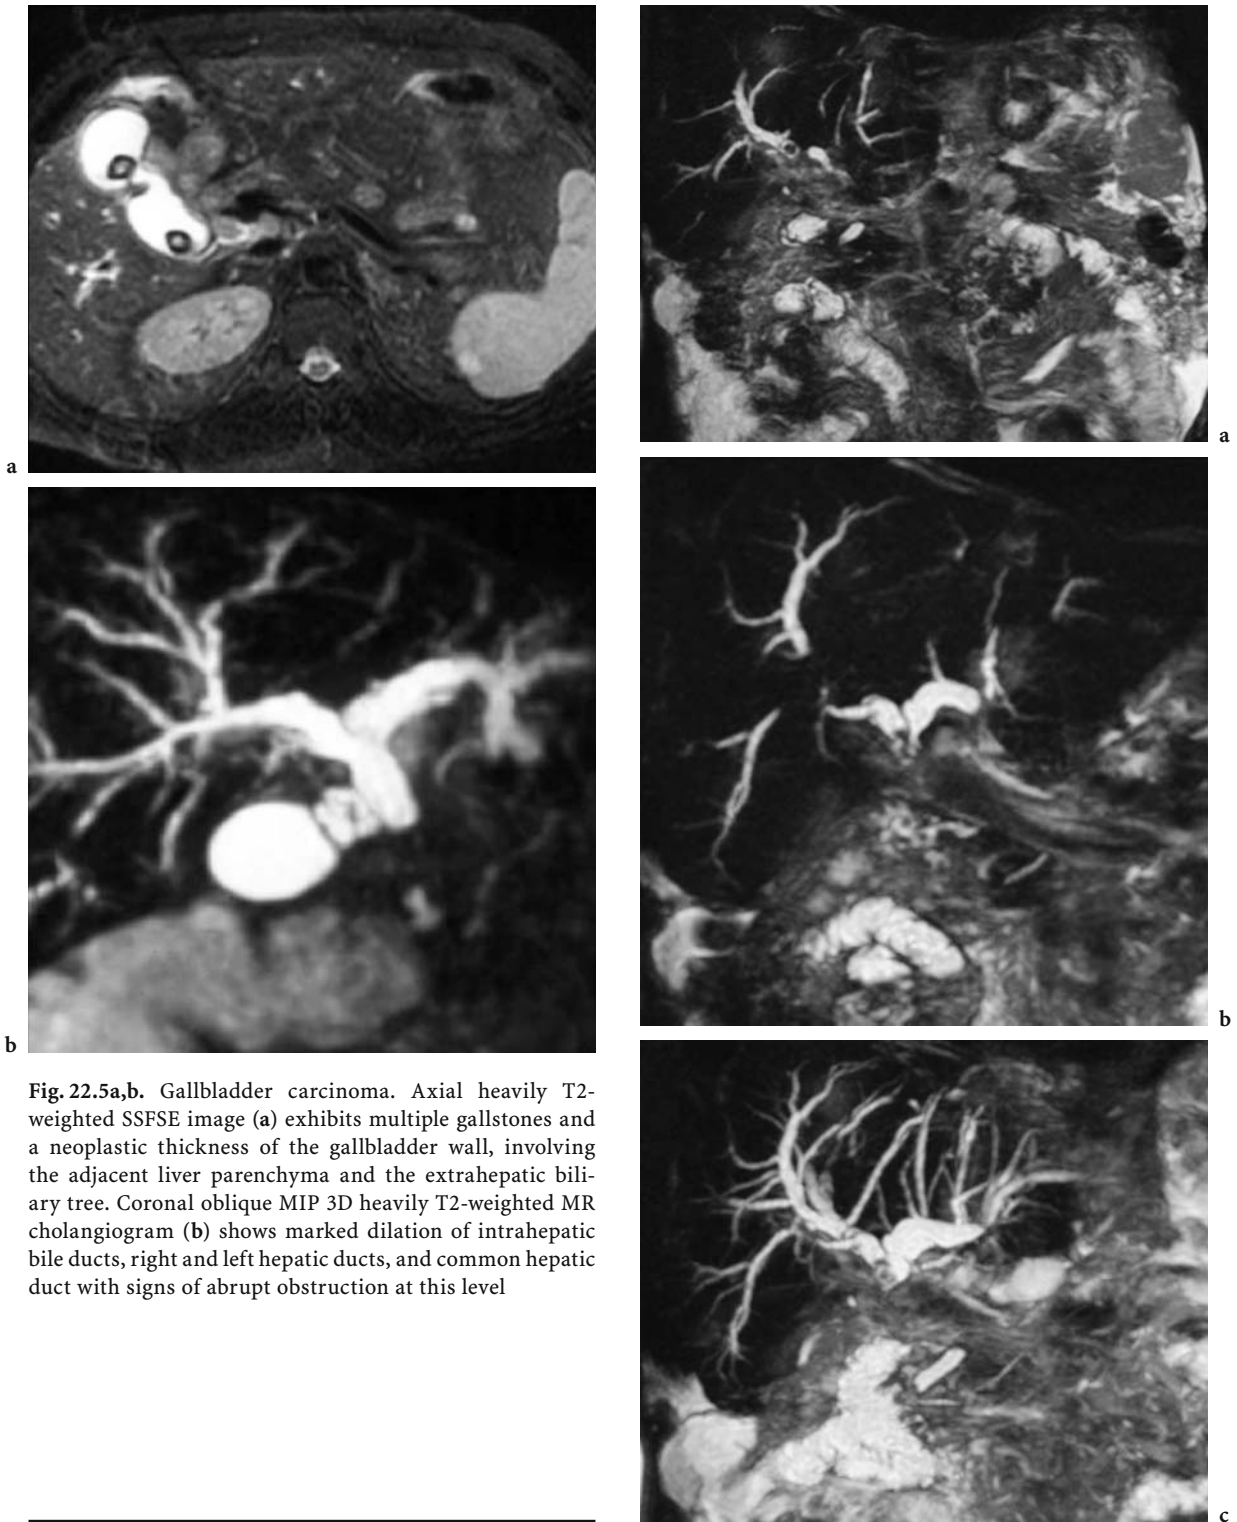 a
a
b
b
Fig. 22.5a,b. Gallbladder carcinoma. Axial heavily T2-
weighted SSFSE image (a) exhibits multiple gallstones and
a neoplastic thickness of the gallbladder wall, involving
the adjacent liver parenchyma and the extrahepatic bili-
ary tree. Coronal oblique MIP 3D heavily T2-weighted MR
cholangiogram (b) shows marked dilation of intrahepatic
bile ducts, right and left hepatic ducts, and common hepatic
duct with signs of abrupt obstruction at this level
c